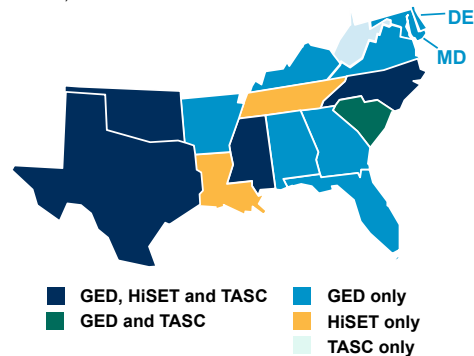 DE
MD
GED, HiSET and TASC
GED and TASC
GED only
HiSET only
TASC only